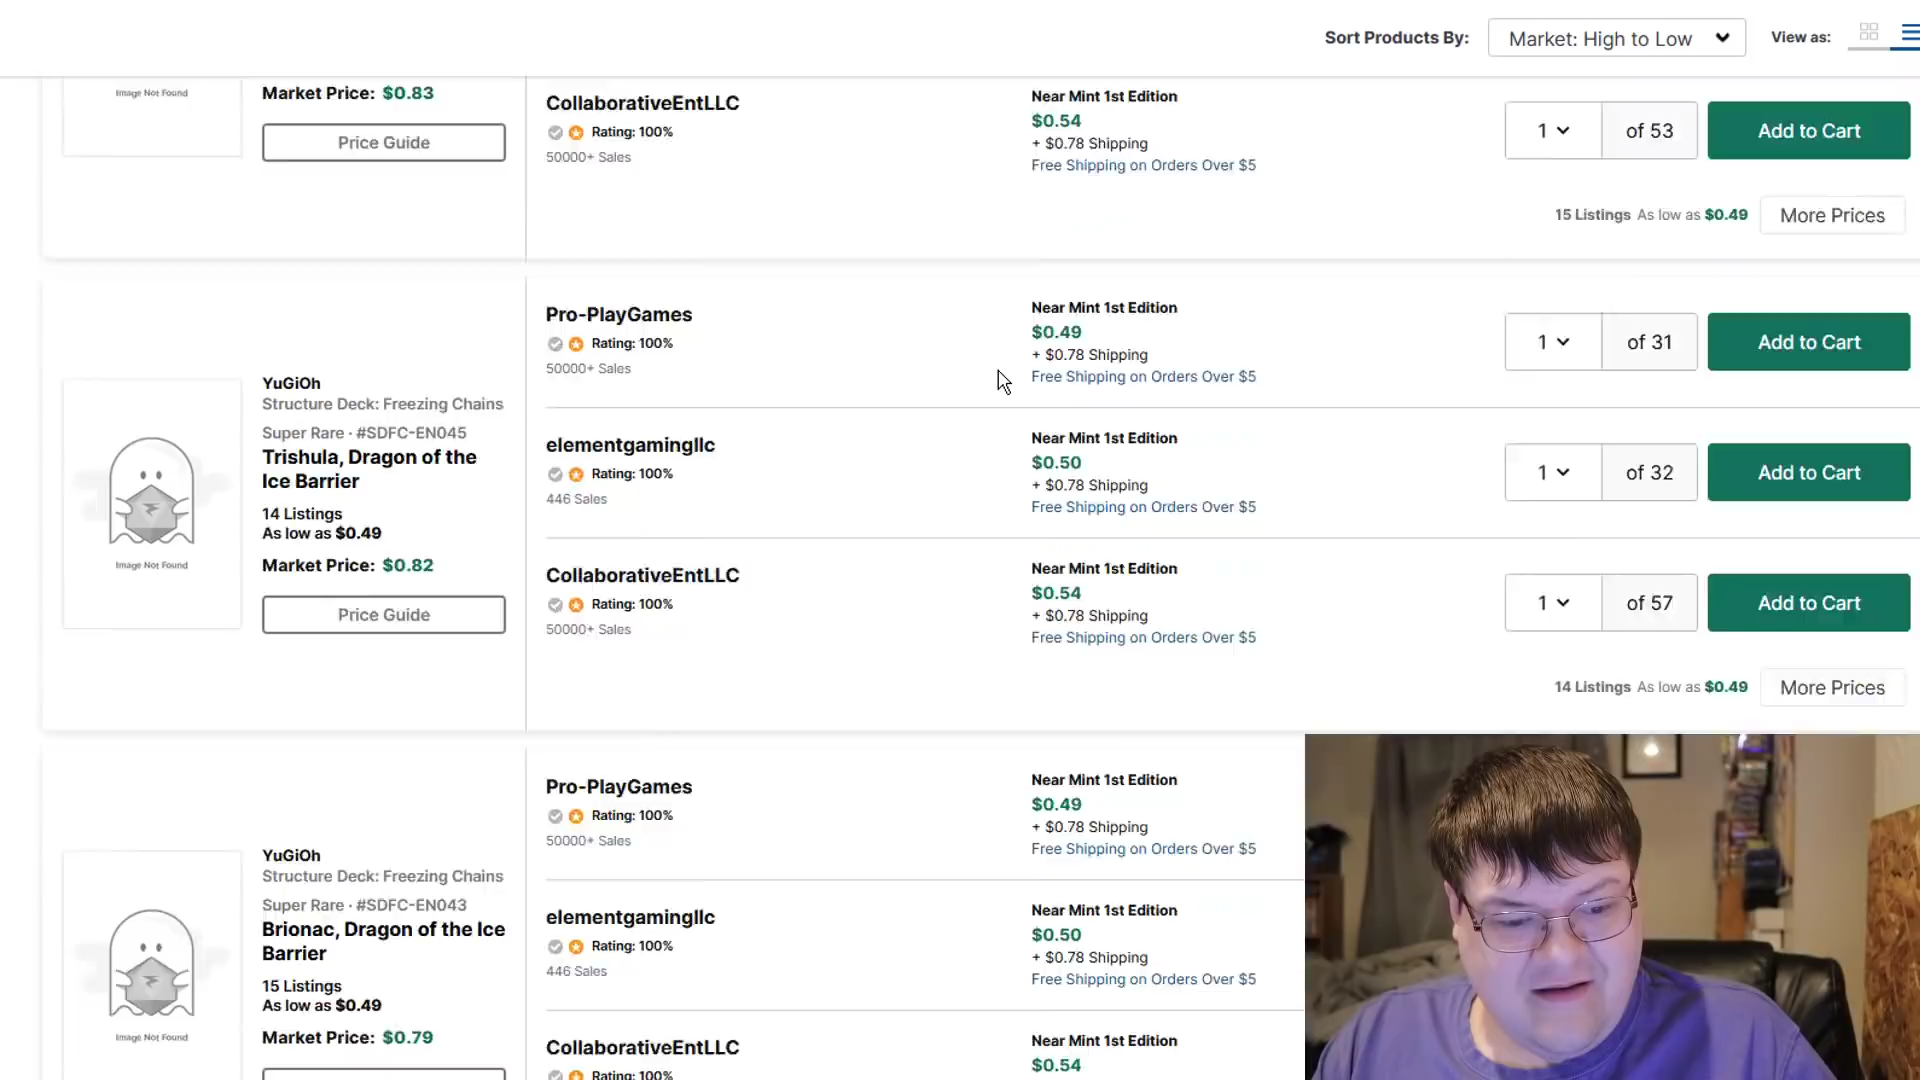 Sort Products By:
Market: High to Low
View as:
Image Not Found
Market Price: $0.83
Price Guide
CollaborativeEntLLC
Rating: 100%
50000+ Sales
Near Mint 1st Edition
$0.54
+ $0.78 Shipping
Free Shipping on Orders Over $5
1
of 53
Add to Cart
15 Listings As low as $0.49
More Prices
Image Not Found
YuGiOh
Structure Deck: Freezing Chains
Super Rare · #SDFC-EN045
Trishula, Dragon of the
Ice Barrier
14 Listings
As low as $0.49
Market Price: $0.82
Price Guide
Pro-PlayGames
Rating: 100%
50000+ Sales
Near Mint 1st Edition
$0.49
+ $0.78 Shipping
Free Shipping on Orders Over $5
1
of 31
Add to Cart
elementgamingllc
Rating: 100%
446 Sales
Near Mint 1st Edition
$0.50
+ $0.78 Shipping
Free Shipping on Orders Over $5
1
of 32
Add to Cart
CollaborativeEntLLC
Rating: 100%
50000+ Sales
Near Mint 1st Edition
$0.54
+ $0.78 Shipping
Free Shipping on Orders Over $5
1
of 57
Add to Cart
14 Listings As low as $0.49
More Prices
Image Not Found
YuGiOh
Structure Deck: Freezing Chains
Super Rare · #SDFC-EN043
Brionac, Dragon of the Ice
Barrier
15 Listings
As low as $0.49
Market Price: $0.79
Pro-PlayGames
Rating: 100%
50000+ Sales
Near Mint 1st Edition
$0.49
+ $0.78 Shipping
Free Shipping on Orders Over $5
elementgamingllc
Rating: 100%
446 Sales
Near Mint 1st Edition
$0.50
+ $0.78 Shipping
Free Shipping on Orders Over $5
CollaborativeEntLLC
Rating: 100%
Near Mint 1st Edition
$0.54